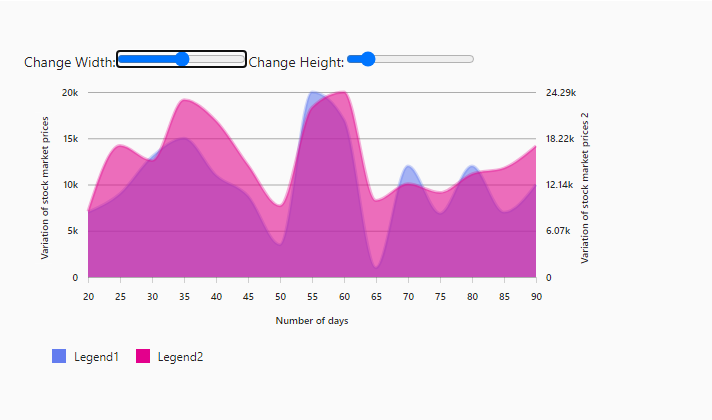 Change Width: Change Height:
20k
15k
10k
5k
0
Variation of stock market prices
24.29k
18.22k
12.14k
6.07k
0
Variation of stock market prices 2
20 25 30 35 40 45 50 55 60 65 70 75 80 85 90
Number of days
Legend1 Legend2